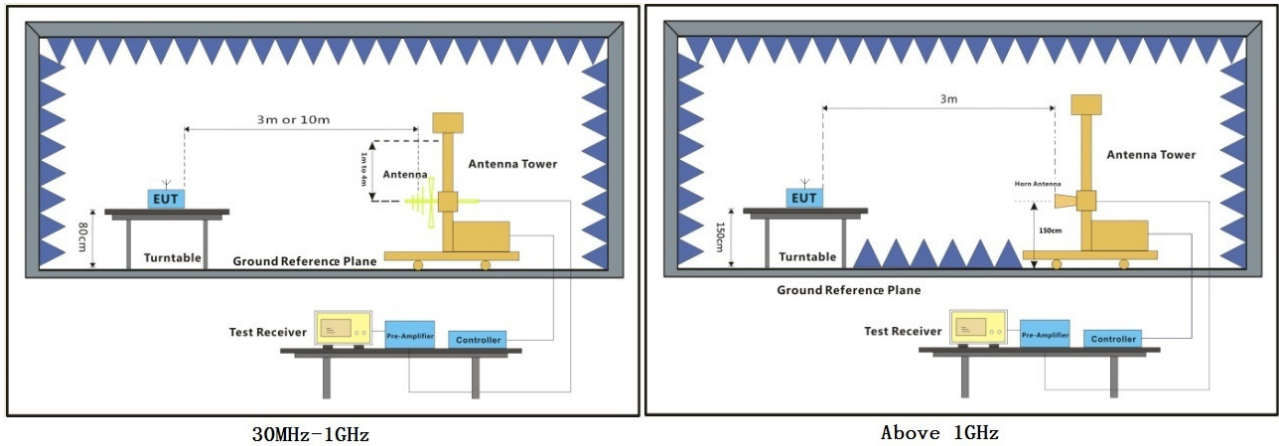 3m or 10m
1m to 4m
Antenna
Antenna Tower
EUT
80cm
Turntable
Ground Reference Plane
Test Receiver
Pre-Amplifier
Controller
30MHz-1GHz
3m
Antenna Tower
Horn Antenna
EUT
150cm
150cm
Turntable
Ground Reference Plane
Test Receiver
Pre-Amplifier
Controller
Above 1GHz